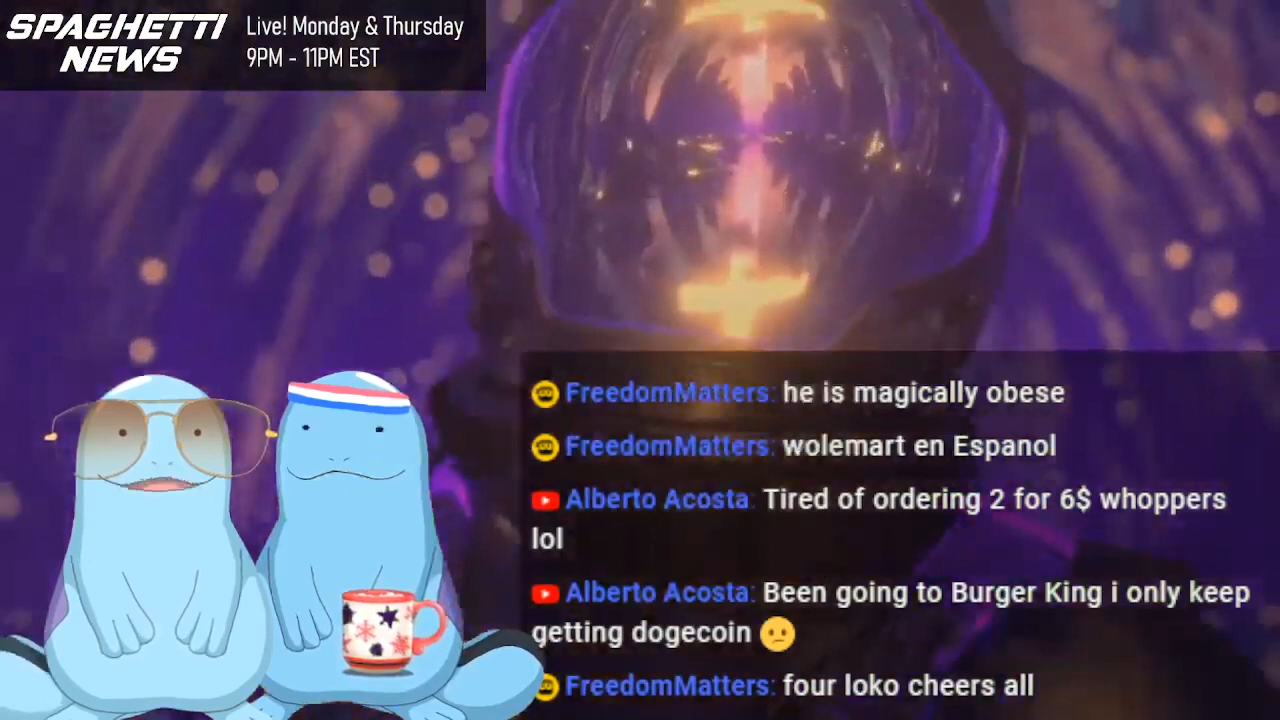 SPAGHETTI
NEWS
Live! Monday & Thursday
9PM - 11PM EST
FreedomMatters: he is magically obese
FreedomMatters: wolemart en Espanol
Alberto Acosta: Tired of ordering 2 for 6$ whoppers
lol
Alberto Acosta: Been going to Burger King i only keep
getting dogecoin 😕
FreedomMatters: four loko cheers all